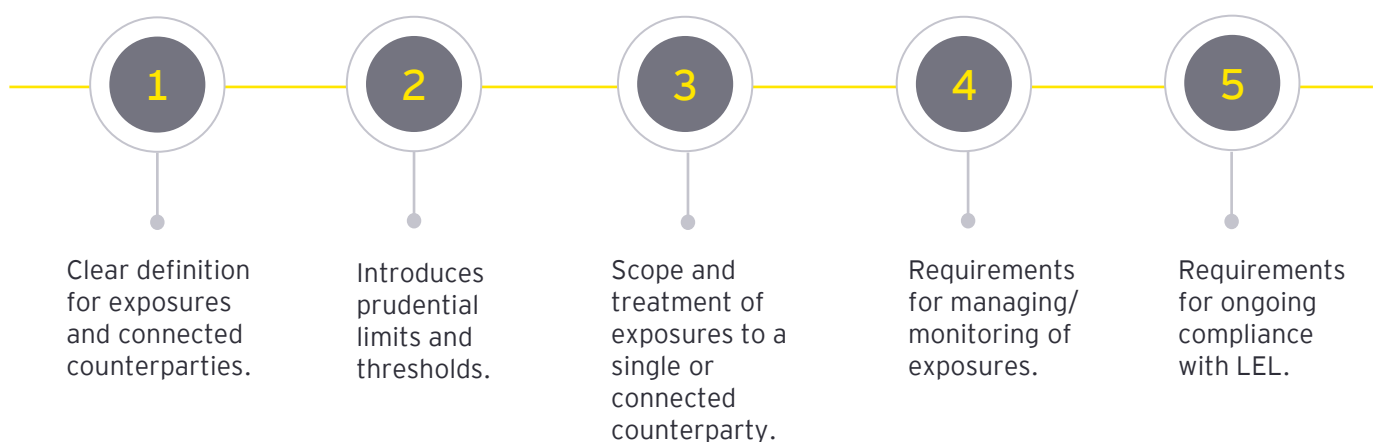 1
2
3
4
5
Clear definition
for exposures
and connected
counterparties.
Introduces
prudential
limits and
thresholds.
Scope and
treatment of
exposures to a
single or
connected
counterparty.
Requirements
for managing/
monitoring of
exposures.
Requirements
for ongoing
compliance
with LEL.